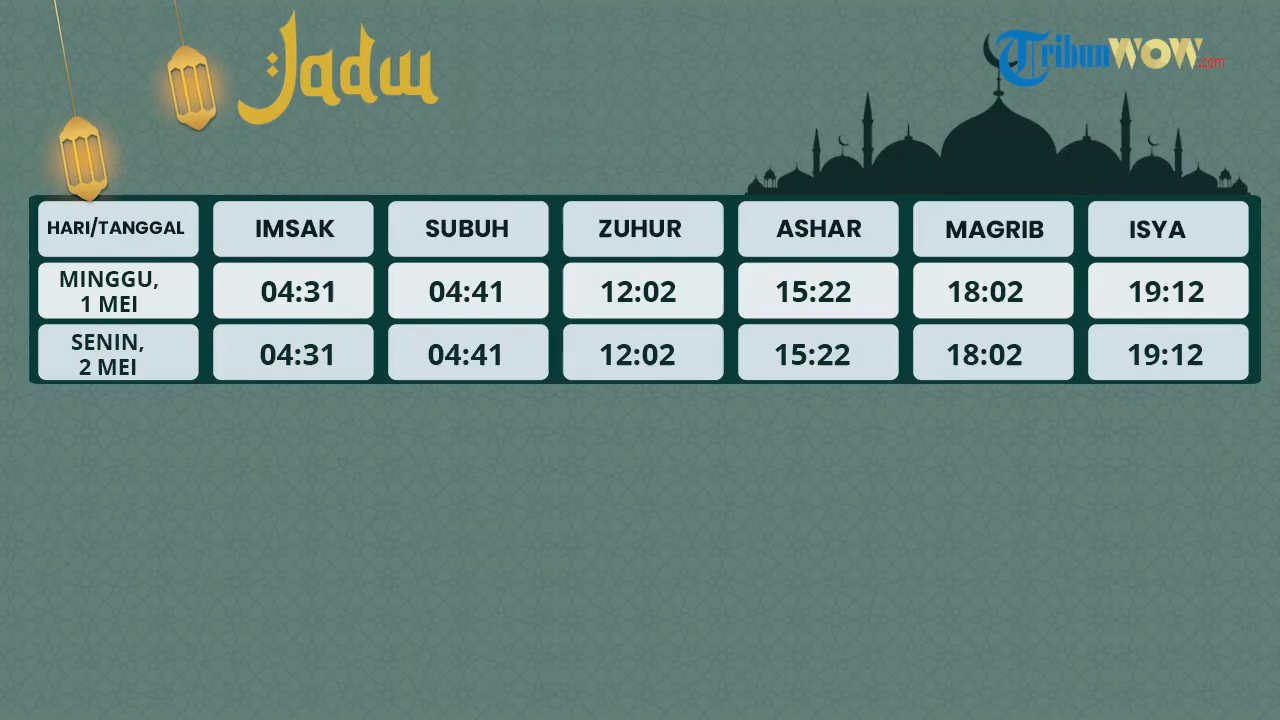 Jadw
TribunWOW.com
HARI/TANGGAL IMSAK SUBUH ZUHUR ASHAR MAGRIB ISYA
MINGGU,
1 MEI 04:31 04:41 12:02 15:22 18:02 19:12
SENIN,
2 MEI 04:31 04:41 12:02 15:22 18:02 19:12